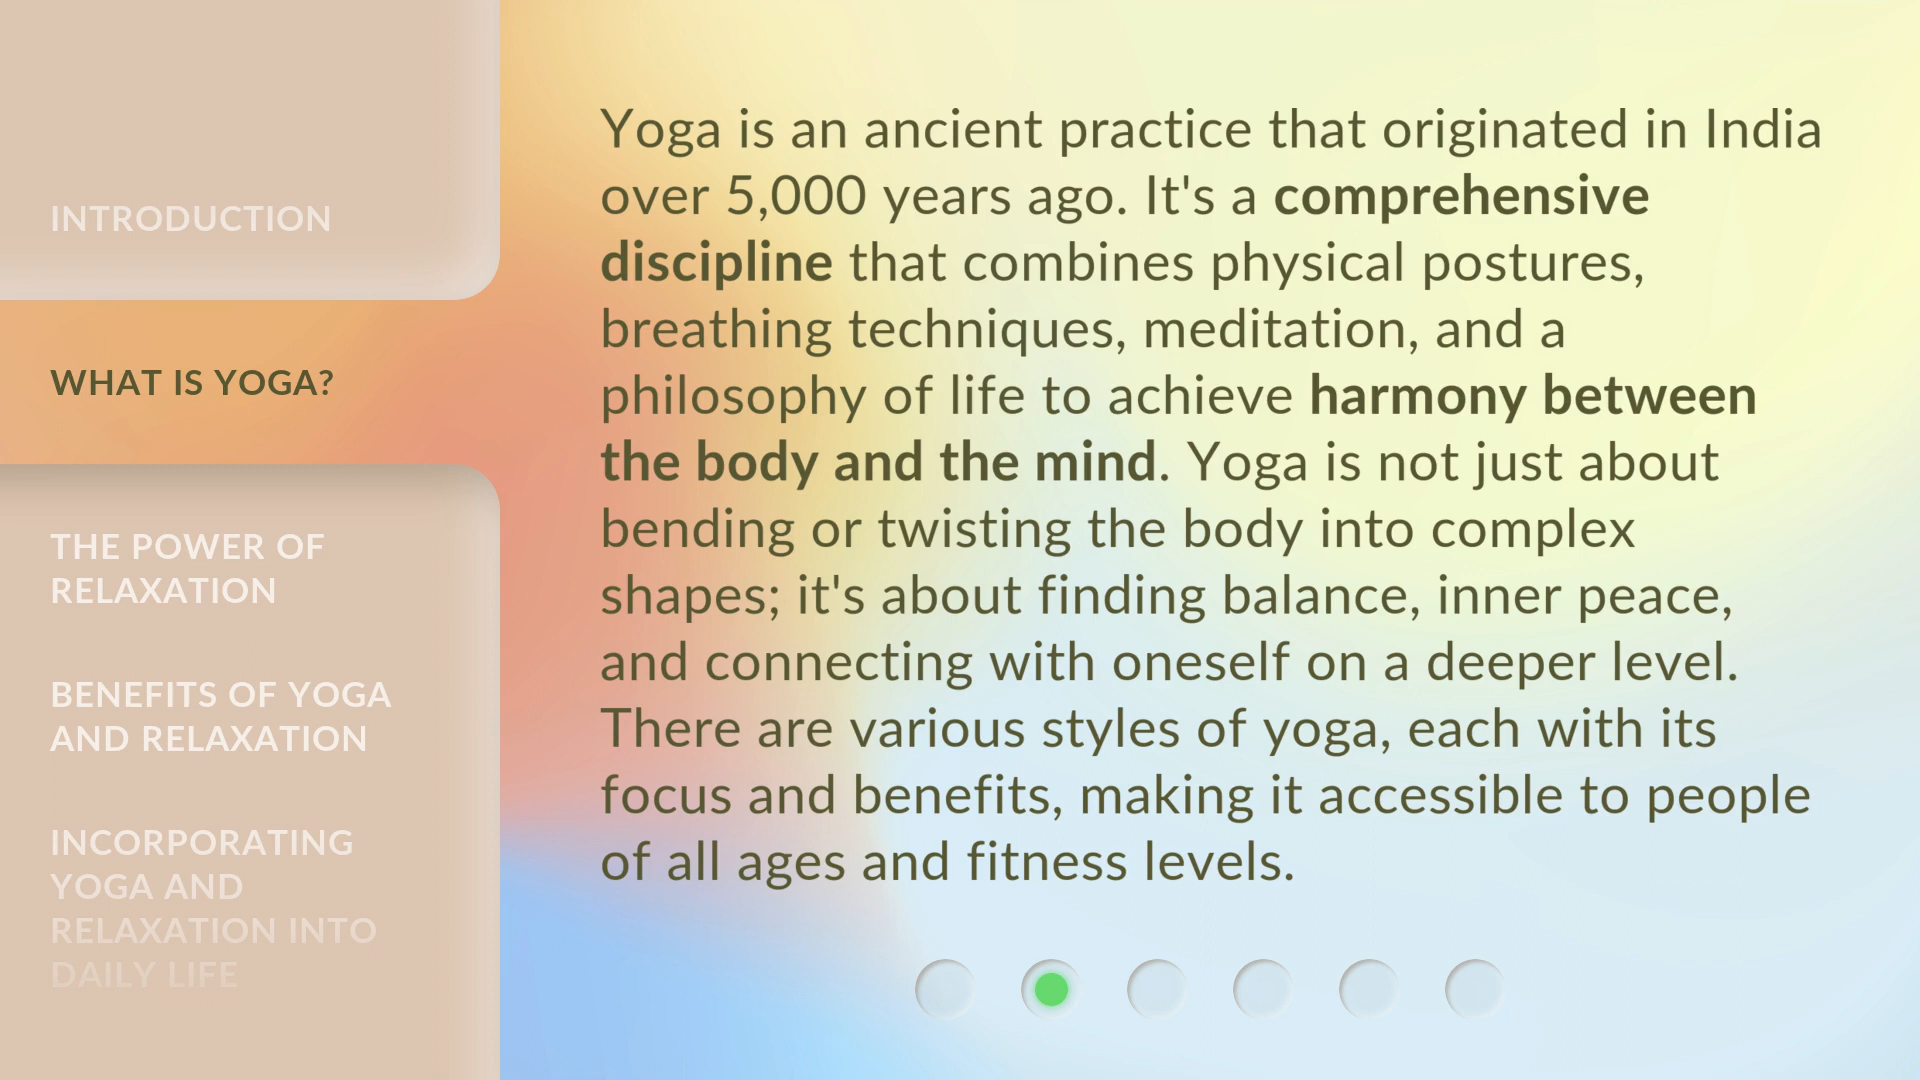 INTRODUCTION
WHAT IS YOGA?
THE POWER OF
RELAXATION
BENEFITS OF YOGA
AND RELAXATION
INCORPORATING
YOGA AND
RELAXATION INTO
DAILY LIFE
Yoga is an ancient practice that originated in India
over 5,000 years ago. It's a comprehensive
discipline that combines physical postures,
breathing techniques, meditation, and a
philosophy of life to achieve harmony between
the body and the mind. Yoga is not just about
bending or twisting the body into complex
shapes; it's about finding balance, inner peace,
and connecting with oneself on a deeper level.
There are various styles of yoga, each with its
focus and benefits, making it accessible to people
of all ages and fitness levels.